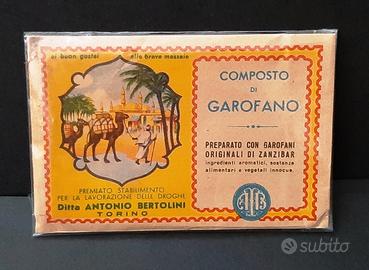 ai buon gustai alle brave massaie
PREMIATO STABILIMENTO
PER LA LAVORAZIONE DELLE DROGHE
Ditta ANTONIO BERTOLINI
TORINO
COMPOSTO
DI
GAROFANO
PREPARATO CON GAROFANI
ORIGINALI DI ZANZIBAR
ingredienti aromatici, sostanze
alimentari e vegetali innocue.
subito